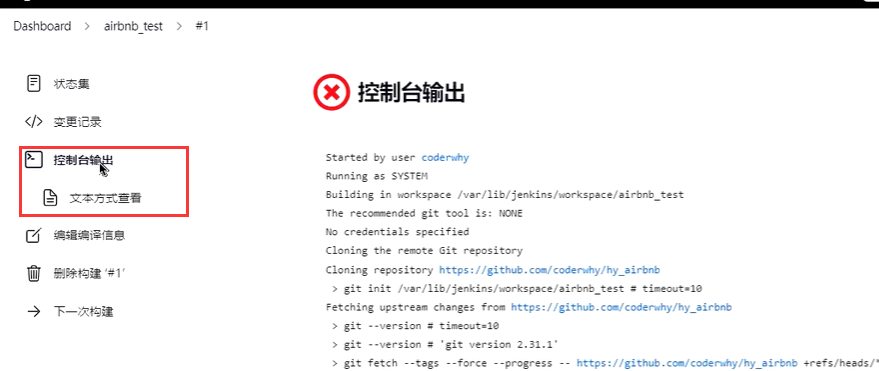 Dashboard > airbnb_test > #1
状态集
变更记录
控制台输出
文本方式查看
编辑编译信息
删除构建 '#1'
下一次构建
控制台输出
Started by user coderwhy
Running as SYSTEM
Building in workspace /var/lib/jenkins/workspace/airbnb_test
The recommended git tool is: NONE
No credentials specified
Cloning the remote Git repository
Cloning repository https://github.com/coderwhy/hy_airbnb
> git init /var/lib/jenkins/workspace/airbnb_test # timeout=10
Fetching upstream changes from https://github.com/coderwhy/hy_airbnb
> git --version # timeout=10
> git --version # 'git version 2.31.1'
> git fetch --tags --force --progress -- https://github.com/coderwhy/hy_airbnb +refs/heads/*